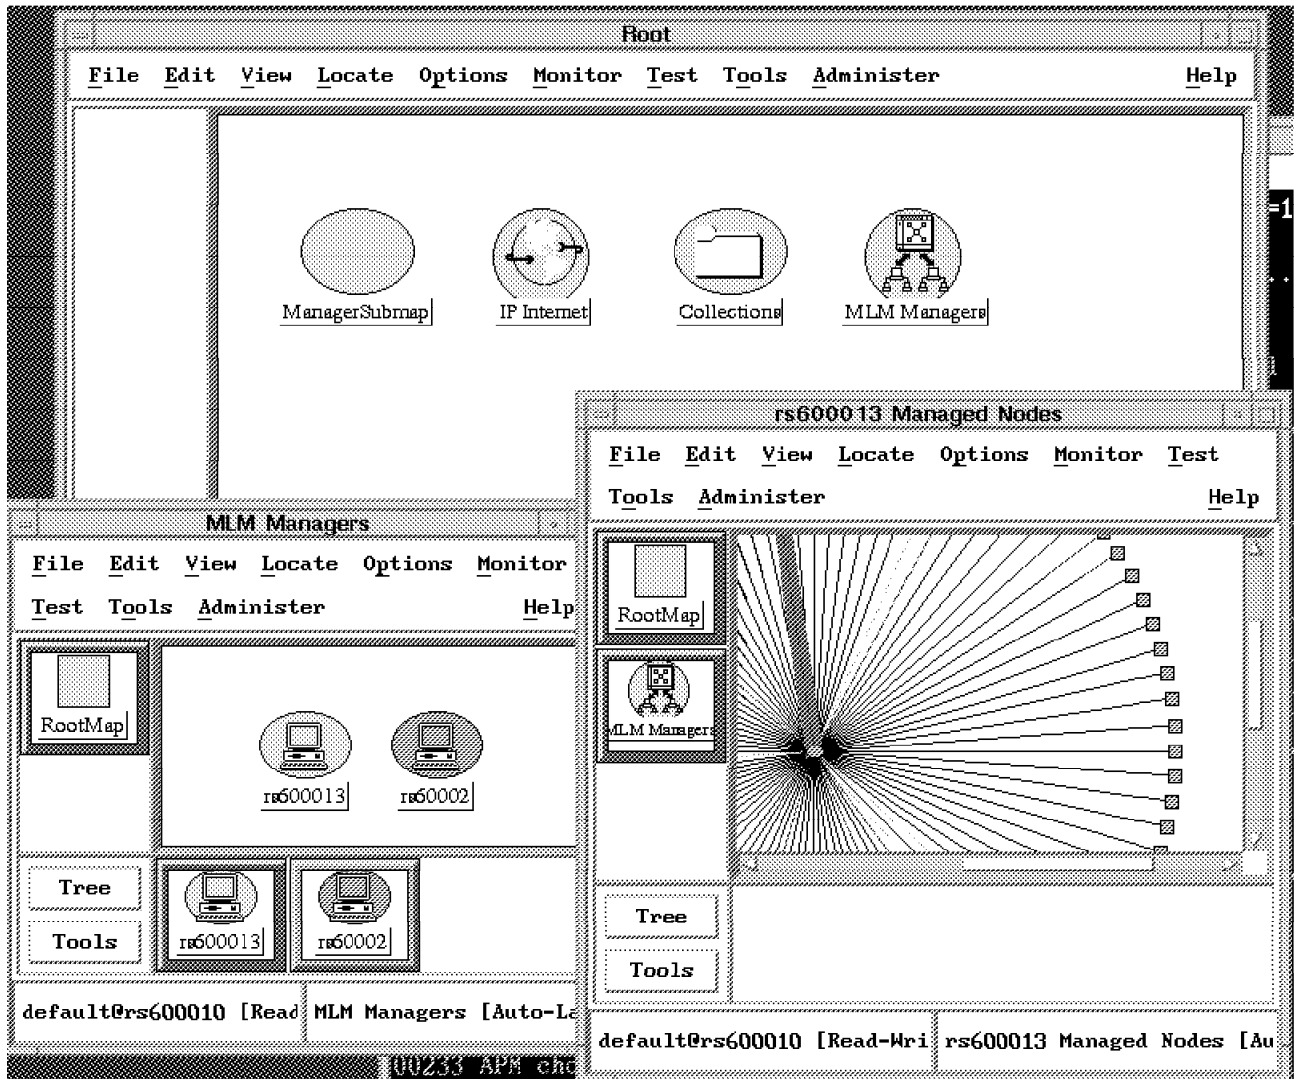 Root
File Edit View Locate Options Monitor Test Tools Administer Help
ManagerSubmap IP Internet Collections MLM Managers
=1
rs600013 Managed Nodes
File Edit View Locate Options Monitor Test
Tools Administer Help
RootMap
MLM Managers
Tree
Tools
default@rs600010 [Read-Wri rs600013 Managed Nodes [Au
MLM Managers
File Edit View Locate Options Monitor
Test Tools Administer Help
RootMap
rs600013 rs60002
Tree
Tools
rs600013 rs60002
default@rs600010 [Read MLM Managers [Auto-La
00233 APM cho